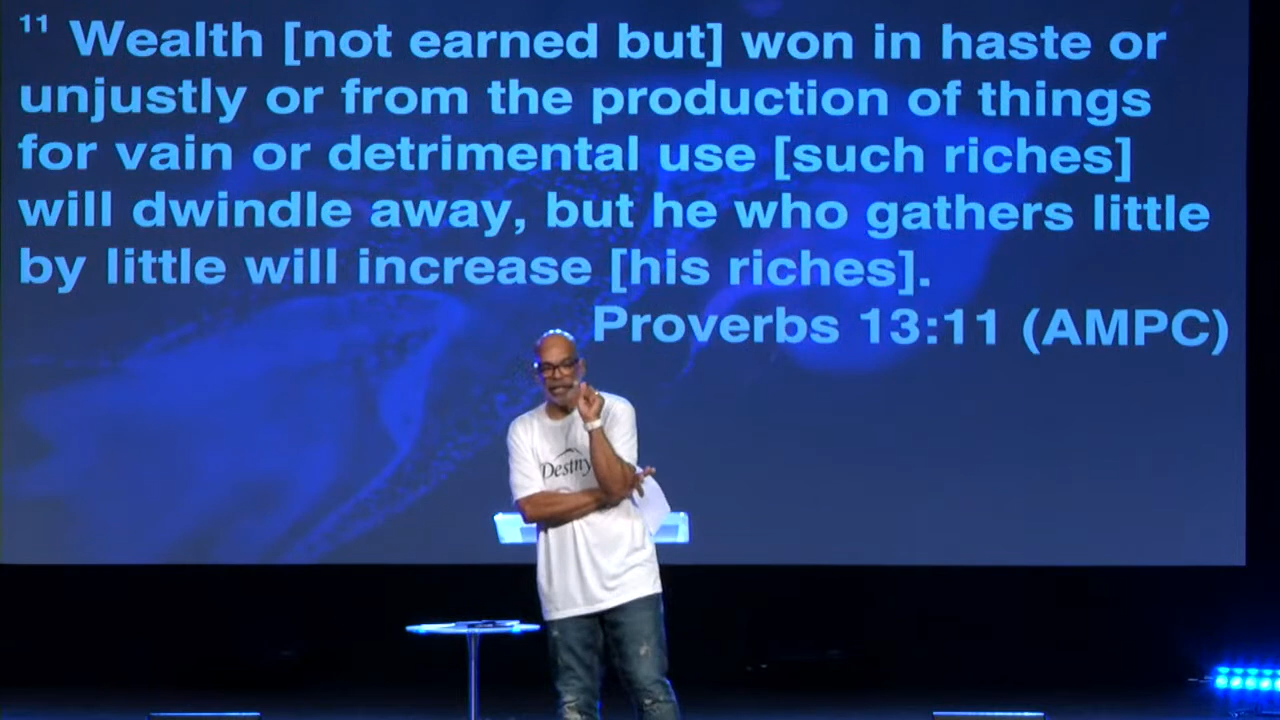 ¹¹ Wealth [not earned but] won in haste or
unjustly or from the production of things
for vain or detrimental use [such riches]
will dwindle away, but he who gathers little
by little will increase [his riches].
Proverbs 13:11 (AMPC)
Destny